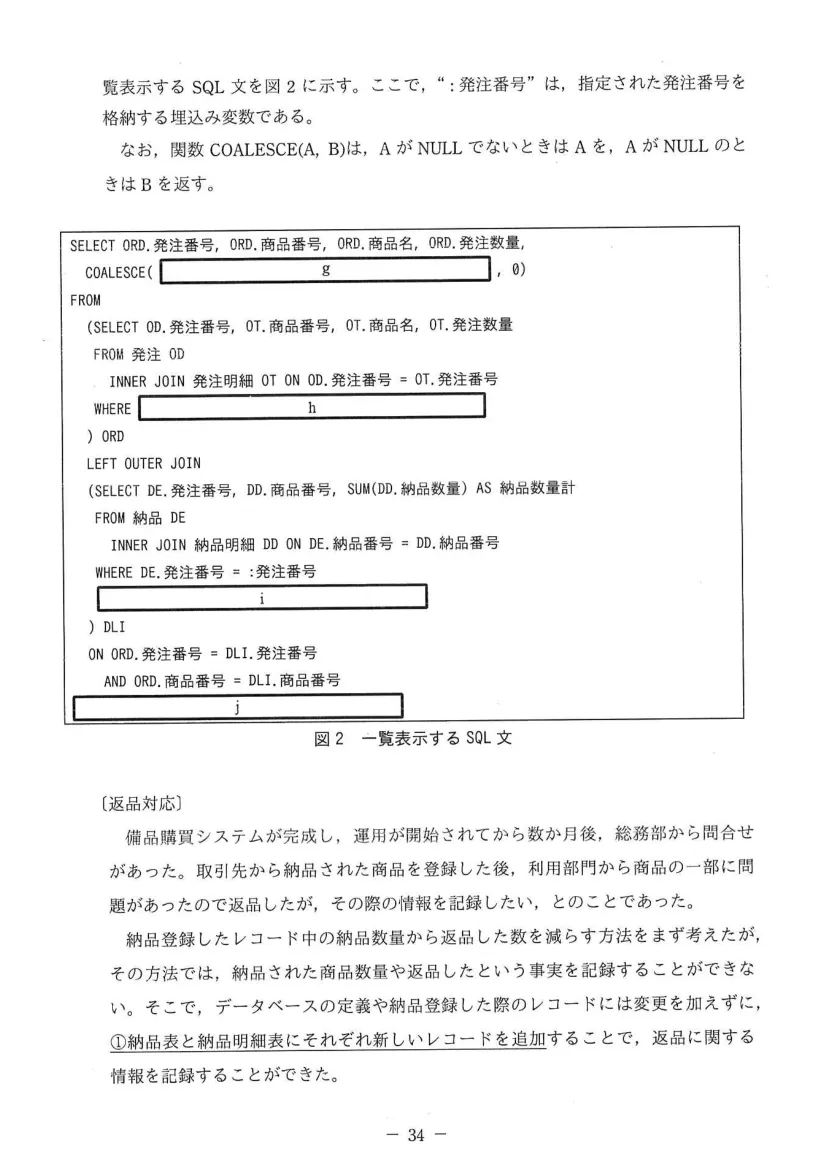 覧表示する SQL 文を図 2 に示す。ここで，“：発注番号”は，指定された発注番号を
格納する埋込み変数である。
なお，関数 COALESCE(A, B)は，A が NULL でないときは A を，A が NULL のと
きは B を返す。
SELECT ORD.発注番号, ORD.商品番号, ORD.商品名, ORD.発注数量,
COALESCE( g , 0)
FROM
(SELECT OD.発注番号, OT.商品番号, OT.商品名, OT.発注数量
FROM 発注 OD
INNER JOIN 発注明細 OT ON OD.発注番号 = OT.発注番号
WHERE h
) ORD
LEFT OUTER JOIN
(SELECT DE.発注番号, DD.商品番号, SUM(DD.納品数量) AS 納品数量計
FROM 納品 DE
INNER JOIN 納品明細 DD ON DE.納品番号 = DD.納品番号
WHERE DE.発注番号 = :発注番号
i
) DLI
ON ORD.発注番号 = DLI.発注番号
AND ORD.商品番号 = DLI.商品番号
j
図 2 一覧表示する SQL 文
〔返品対応〕
備品購買システムが完成し，運用が開始されてから数か月後，総務部から問合せ
があった。取引先から納品された商品を登録した後，利用部門から商品の一部に問
題があったので返品したが，その際の情報を記録したい，とのことであった。
納品登録したレコード中の納品数量から返品した数を減らす方法をまず考えたが，
その方法では，納品された商品数量や返品したという事実を記録することができな
い。そこで，データベースの定義や納品登録した際のレコードには変更を加えずに，
①納品表と納品明細表にそれぞれ新しいレコードを追加することで，返品に関する
情報を記録することができた。
－ 34 －